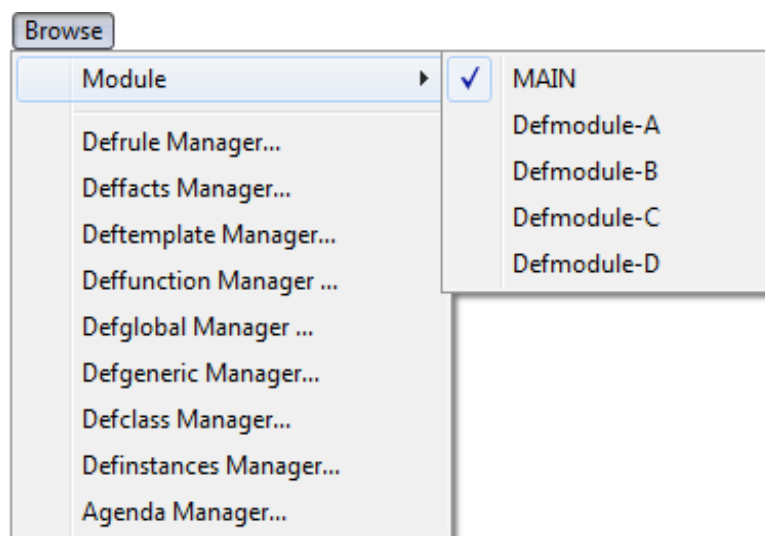 Browse
Module
MAIN
Defmodule-A
Defrule Manager...
Defmodule-B
Deffacts Manager...
Defmodule-C
Deftemplate Manager...
Defmodule-D
Deffunction Manager ...
Defglobal Manager ...
Defgeneric Manager...
Defclass Manager...
Definstances Manager...
Agenda Manager...